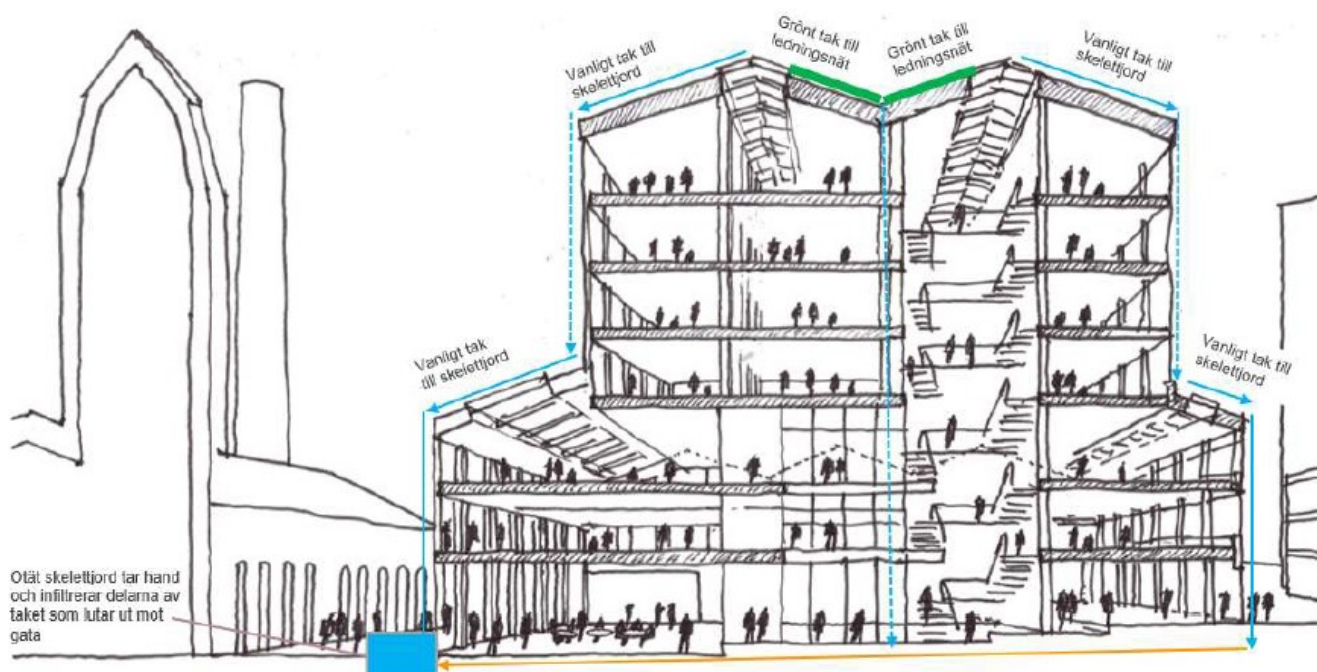 Vanligt tak till
skelettjord
Grönt tak till
ledningsnät
Grönt tak till
ledningsnät
Vanligt tak till
skelettjord
Vanligt tak
till skelettjord
Vanligt tak till
skelettjord
Otät skelettjord tar hand
och infiltrerar delarna av
taket som lutar ut mot
gata